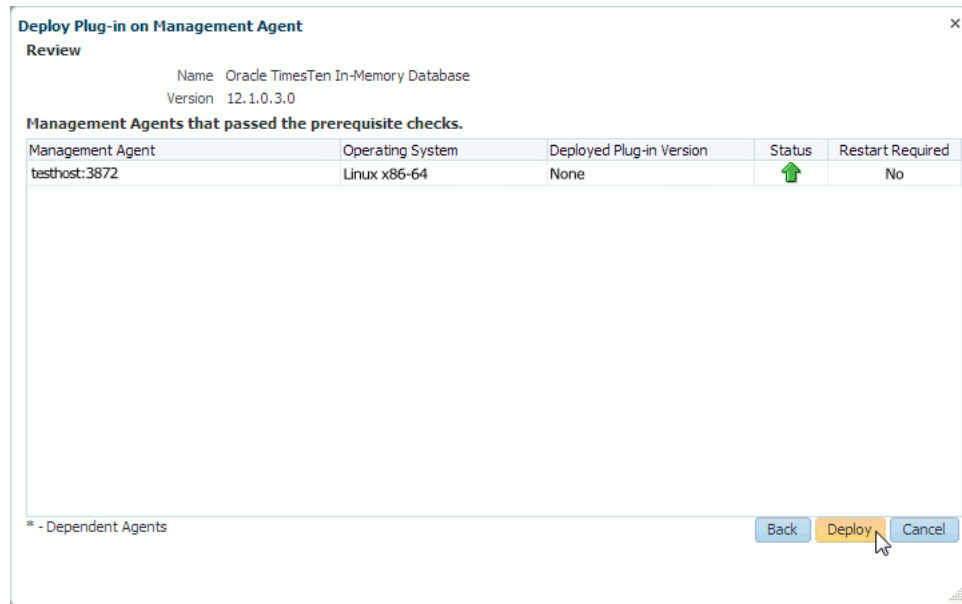 Deploy Plug-in on Management Agent
Review
Name Oracle TimesTen In-Memory Database
Version 12.1.0.3.0
Management Agents that passed the prerequisite checks.
Management Agent Operating System Deployed Plug-in Version Status Restart Required
testhost:3872 Linux x86-64 None No
* - Dependent Agents Back Deploy Cancel